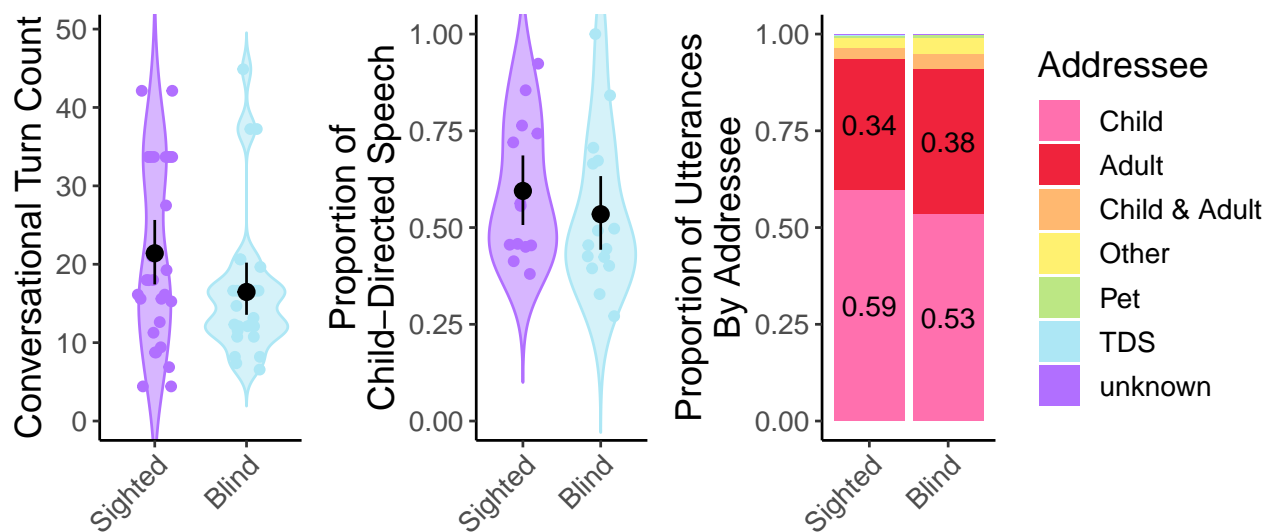 Conversational Turn Count
50
40
30
20
10
0
Sighted
Blind
Proportion of
Child−Directed Speech
1.00
0.75
0.50
0.25
0.00
Sighted
Blind
Proportion of Utterances
By Addressee
1.00
0.75
0.50
0.25
0.00
0.34
0.38
0.59
0.53
Sighted
Blind
Addressee
Child
Adult
Child & Adult
Other
Pet
TDS
unknown